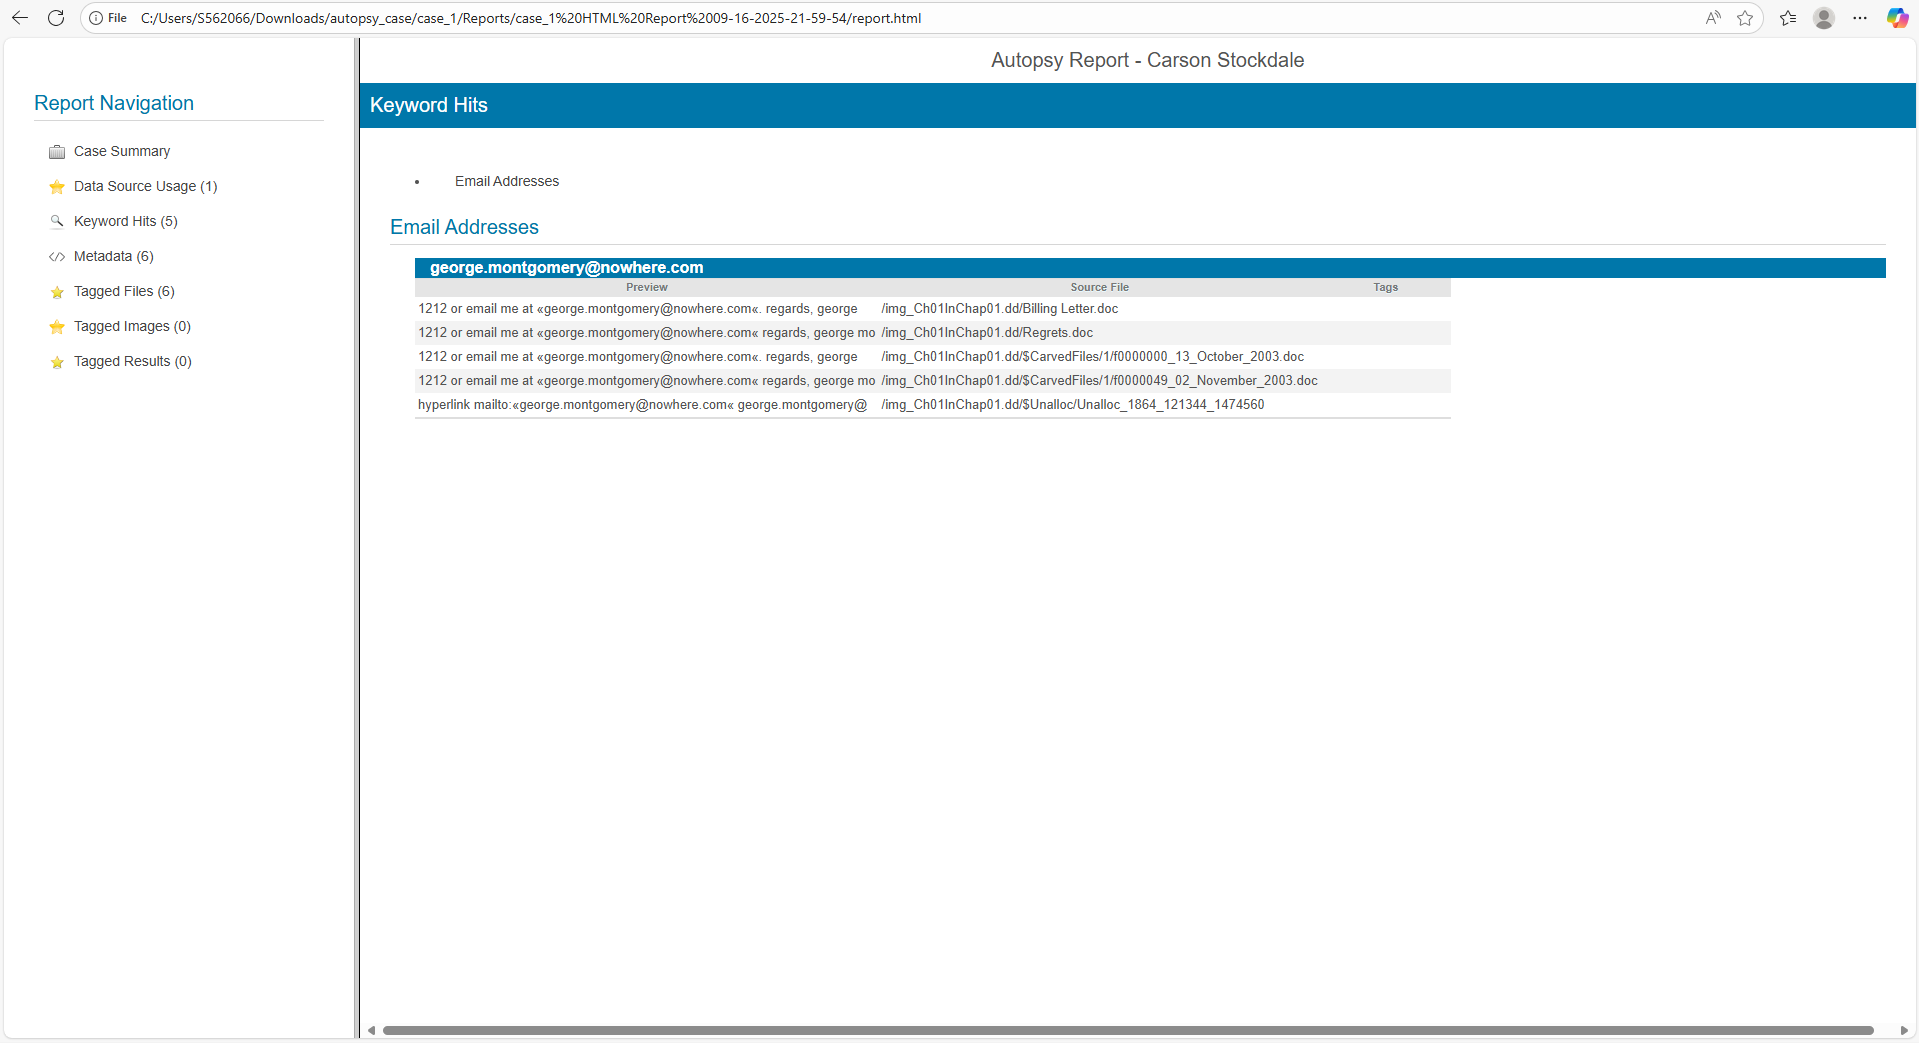 File C:/Users/S562066/Downloads/autopsy_case/case_1/Reports/case_1%20HTML%20Report%2009-16-2025-21-59-54/report.html
Report Navigation
Case Summary
Data Source Usage (1)
Keyword Hits (5)
Metadata (6)
Tagged Files (6)
Tagged Images (0)
Tagged Results (0)
Autopsy Report - Carson Stockdale
Keyword Hits
• Email Addresses
Email Addresses
george.montgomery@nowhere.com
Preview Source File Tags
1212 or email me at «george.montgomery@nowhere.com«. regards, george /img_Ch01InChap01.dd/Billing Letter.doc
1212 or email me at «george.montgomery@nowhere.com« regards, george mo /img_Ch01InChap01.dd/Regrets.doc
1212 or email me at «george.montgomery@nowhere.com«. regards, george /img_Ch01InChap01.dd/$CarvedFiles/1/f0000000_13_October_2003.doc
1212 or email me at «george.montgomery@nowhere.com« regards, george mo /img_Ch01InChap01.dd/$CarvedFiles/1/f0000049_02_November_2003.doc
hyperlink mailto:«george.montgomery@nowhere.com« george.montgomery@ /img_Ch01InChap01.dd/$Unalloc/Unalloc_1864_121344_1474560